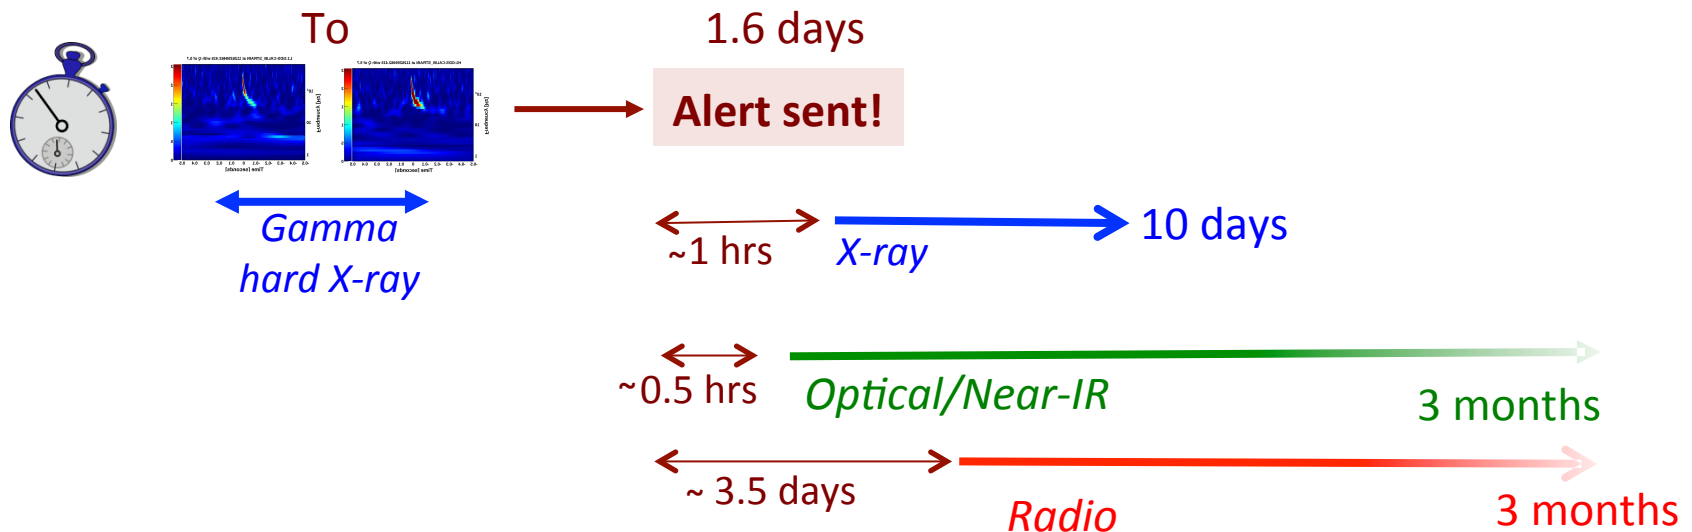 To
1.6 days
Alert sent!
Gamma
hard X-ray
~1 hrs
X-ray
10 days
~0.5 hrs
Optical/Near-IR
3 months
~ 3.5 days
Radio
3 months